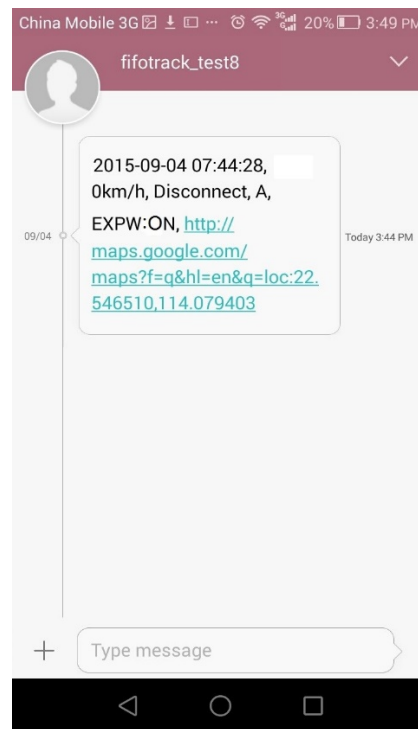 China Mobile 3G 3G G 20% 3:49 PM
fifotrack_test8
2015-09-04 07:44:28,
0km/h, Disconnect, A,
EXPW:ON, http://
maps.google.com/
maps?f=q&hl=en&q=loc:22.
546510,114.079403
09/04
Today 3:44 PM
Type message